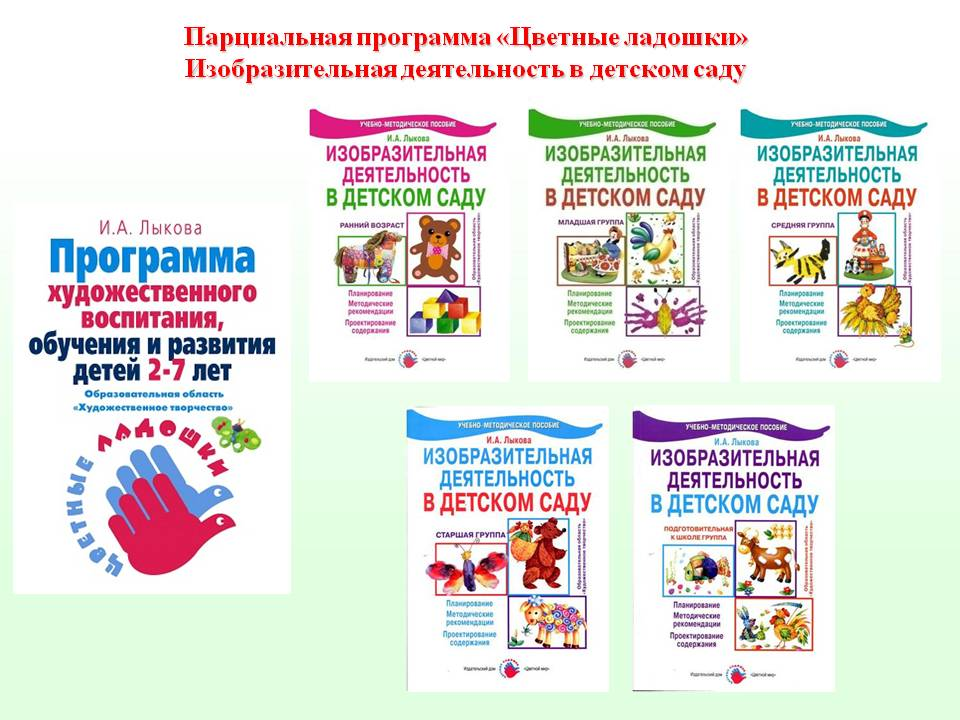 Парциальная программа «Цветные ладошки»
Изобразительная деятельность в детском саду
И.А. Лыкова
Программа
художественного
воспитания,
обучения и развития
детей 2-7 лет
Образовательная область
«Художественное творчество»
ЦВЕТНЫЕ ЛАДОШКИ
УЧЕБНО-МЕТОДИЧЕСКОЕ ПОСОБИЕ
И.А. Лыкова
ИЗОБРАЗИТЕЛЬНАЯ
ДЕЯТЕЛЬНОСТЬ
В ДЕТСКОМ САДУ
РАННИЙ ВОЗРАСТ
Образовательная область
«Художественное творчество»
Планирование
Методические
рекомендации
Проектирование
содержания
Издательский дом «Цветной мир»
УЧЕБНО-МЕТОДИЧЕСКОЕ ПОСОБИЕ
И.А. Лыкова
ИЗОБРАЗИТЕЛЬНАЯ
ДЕЯТЕЛЬНОСТЬ
В ДЕТСКОМ САДУ
МЛАДШАЯ ГРУППА
Образовательная область
«Художественное творчество»
Планирование
Методические
рекомендации
Проектирование
содержания
Издательский дом «Цветной мир»
УЧЕБНО-МЕТОДИЧЕСКОЕ ПОСОБИЕ
И.А. Лыкова
ИЗОБРАЗИТЕЛЬНАЯ
ДЕЯТЕЛЬНОСТЬ
В ДЕТСКОМ САДУ
СРЕДНЯЯ ГРУППА
Образовательная область
«Художественное творчество»
Планирование
Методические
рекомендации
Проектирование
содержания
Издательский дом «Цветной мир»
УЧЕБНО-МЕТОДИЧЕСКОЕ ПОСОБИЕ
И.А. Лыкова
ИЗОБРАЗИТЕЛЬНАЯ
ДЕЯТЕЛЬНОСТЬ
В ДЕТСКОМ САДУ
СТАРШАЯ ГРУППА
Образовательная область
«Художественное творчество»
Планирование
Методические
рекомендации
Проектирование
содержания
Издательский дом «Цветной мир»
УЧЕБНО-МЕТОДИЧЕСКОЕ ПОСОБИЕ
И.А. Лыкова
ИЗОБРАЗИТЕЛЬНАЯ
ДЕЯТЕЛЬНОСТЬ
В ДЕТСКОМ САДУ
ПОДГОТОВИТЕЛЬНАЯ
К ШКОЛЕ ГРУППА
Образовательная область
«Художественное творчество»
Планирование
Методические
рекомендации
Проектирование
содержания
Издательский дом «Цветной мир»